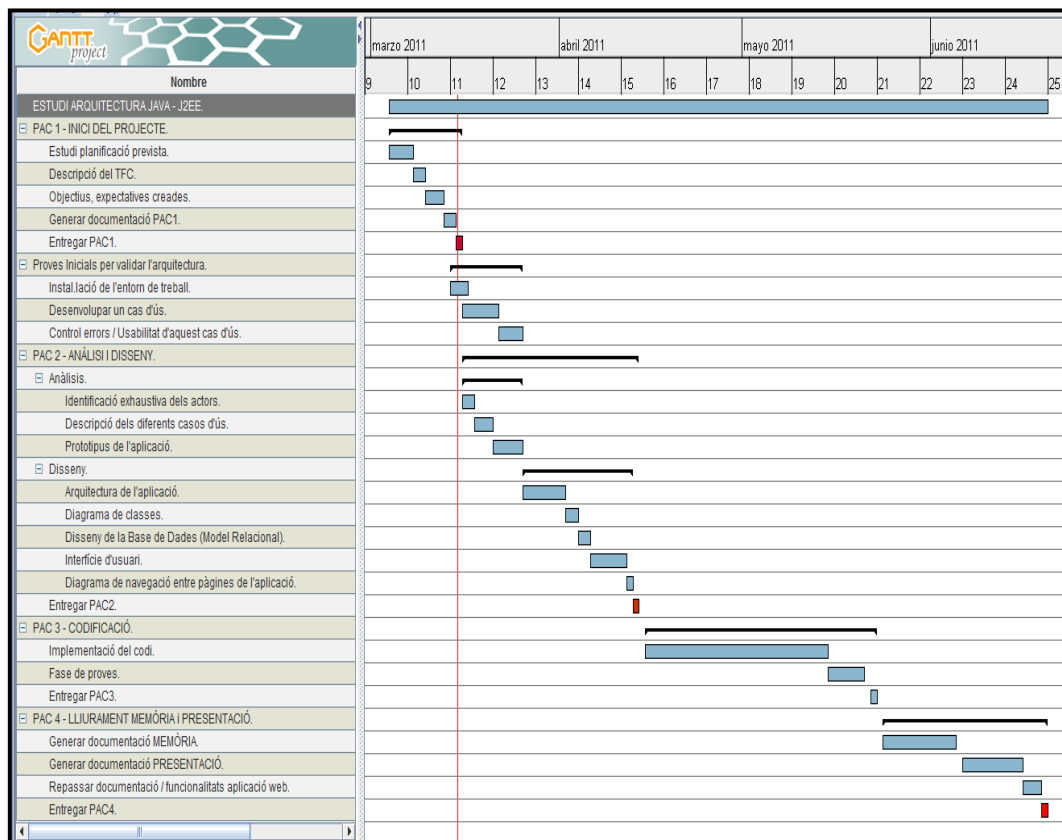 GANTT
project
marzo 2011 abril 2011 mayo 2011 junio 2011
Nombre
9 10 11 12 13 14 15 16 17 18 19 20 21 22 23 24 25
ESTUDI ARQUITECTURA JAVA - J2EE.
PAC 1 - INICI DEL PROJECTE.
Estudi planificació prevista.
Descripció del TFC.
Objectius, expectatives creades.
Generar documentació PAC1.
Entregar PAC1.
Proves Inicials per validar l'arquitectura.
Instal.lació de l'entorn de treball.
Desenvolupar un cas d'ús.
Control errors / Usabilitat d'aquest cas d'ús.
PAC 2 - ANÀLISI I DISSENY.
Anàlisis.
Identificació exhaustiva dels actors.
Descripció dels diferents casos d'ús.
Prototipus de l'aplicació.
Disseny.
Arquitectura de l'aplicació.
Diagrama de classes.
Disseny de la Base de Dades (Model Relacional).
Interfície d'usuari.
Diagrama de navegació entre pàgines de l'aplicació.
Entregar PAC2.
PAC 3 - CODIFICACIÓ.
Implementació del codi.
Fase de proves.
Entregar PAC3.
PAC 4 - LLIURAMENT MEMÒRIA i PRESENTACIÓ.
Generar documentació MEMÒRIA.
Generar documentació PRESENTACIÓ.
Repassar documentació / funcionalitats aplicació web.
Entregar PAC4.